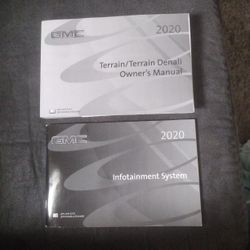 GMC
2020
Terrain/Terrain Denali
Owner's Manual
GMC
2020
Infotainment System